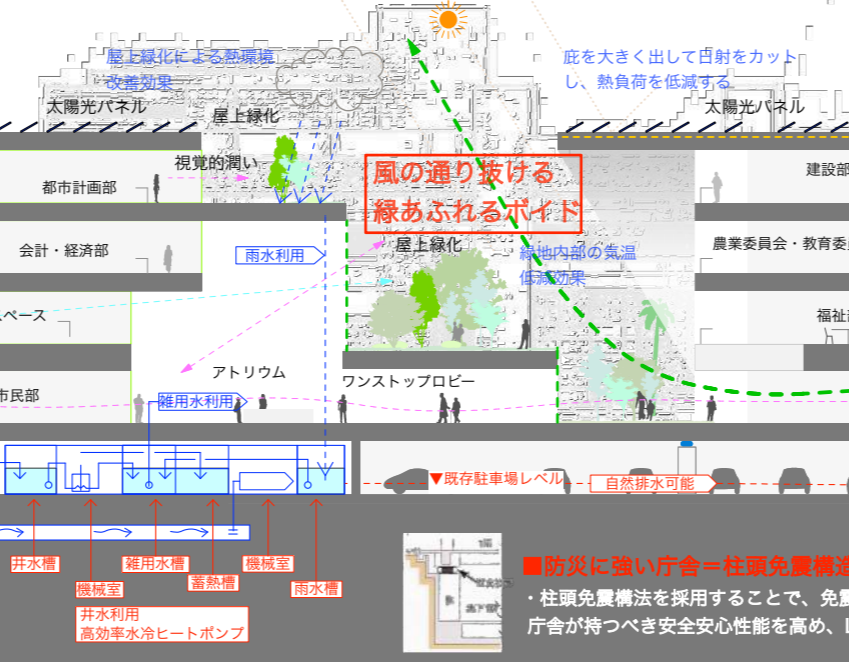 屋上緑化による熱環境
改善効果
庇を大きく出して日射をカット
し、熱負荷を低減する
太陽光パネル
屋上緑化
太陽光パネル
視覚的潤い
風の通り抜ける
緑あふれるボイド
都市計画部
建設部
会計・経済部
雨水利用
屋上緑化
緑地内部の気温
低減効果
農業委員会・教育委
ペース
福祉
アトリウム
ワンストップロビー
市民部
雑用水利用
▼既存駐車場レベル
自然排水可能
井水槽
機械室
雑用水槽
蓄熱槽
機械室
雨水槽
井水利用
高効率水冷ヒートポンプ
■防災に強い庁舎＝柱頭免震構造
・柱頭免震構法を採用することで、免震
庁舎が持つべき安全安心性能を高め、